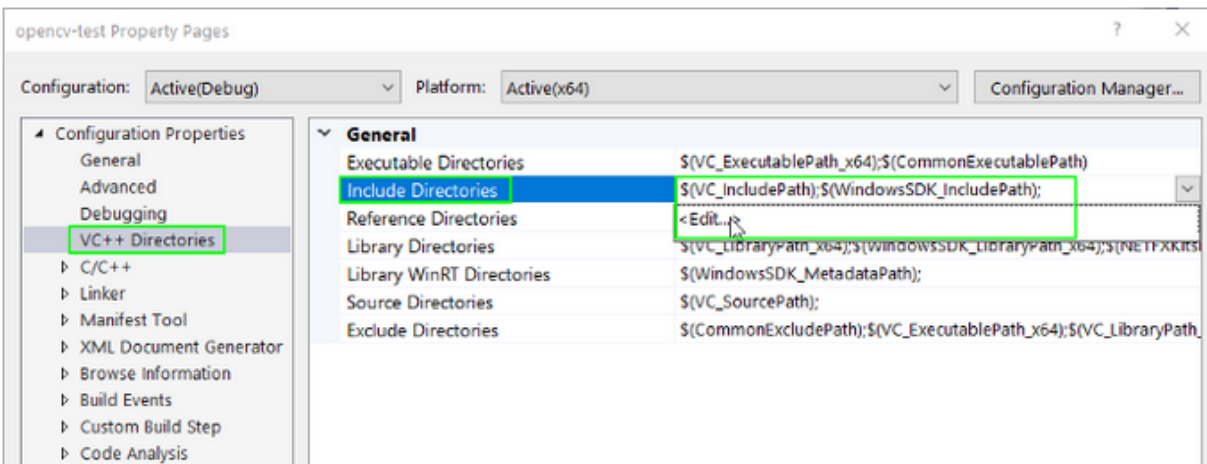 opencv-test Property Pages
Configuration: Active(Debug) Platform: Active(x64) Configuration Manager...
Configuration Properties
General
Advanced
Debugging
VC++ Directories
C/C++
Linker
Manifest Tool
XML Document Generator
Browse Information
Build Events
Custom Build Step
Code Analysis
General
Executable Directories $(VC_ExecutablePath_x64);$(CommonExecutablePath)
Include Directories $(VC_IncludePath);$(WindowsSDK_IncludePath);
Reference Directories <Edit...>
Library Directories $(VC_LibraryPath_x64);$(WindowsSDK_LibraryPath_x64);$(NETFXKits
Library WinRT Directories $(WindowsSDK_MetadataPath);
Source Directories $(VC_SourcePath);
Exclude Directories $(CommonExcludePath);$(VC_ExecutablePath_x64);$(VC_LibraryPath_